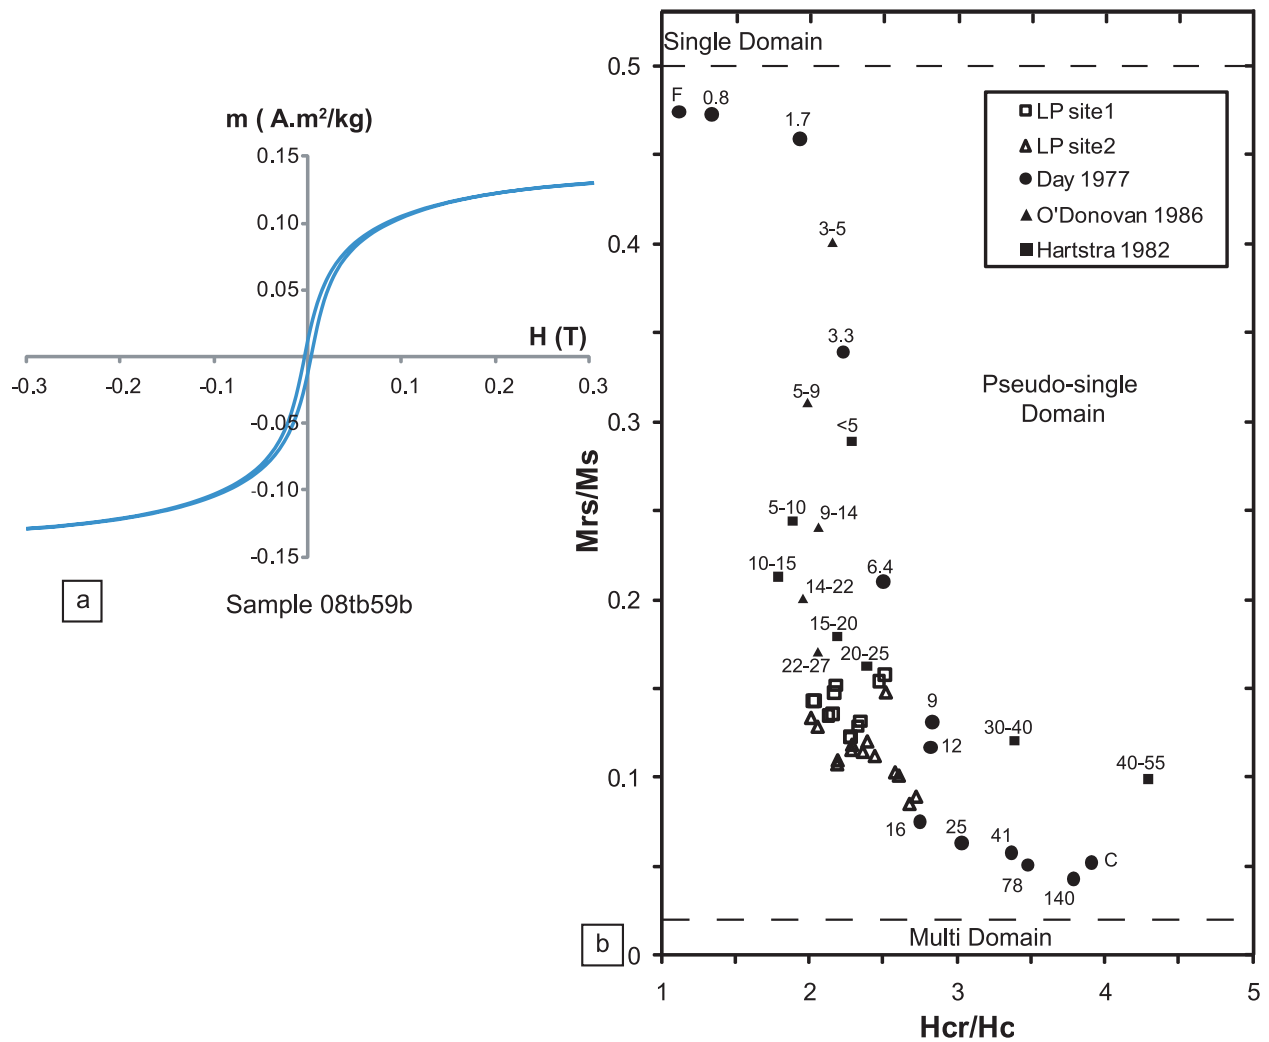 m ( A.m²/kg)
0.15
0.10
0.05
H (T)
-0.3
-0.2
-0.1
0.1
0.2
0.3
-0.05
-0.10
-0.15
a
Sample 08tb59b
Single Domain
0.5
F
0.8
1.7
LP site1
LP site2
Day 1977
O'Donovan 1986
Hartstra 1982
3-5
0.4
3.3
5-9
Pseudo-single
Domain
<5
0.3
Mrs/Ms
5-10
9-14
10-15
6.4
14-22
0.2
15-20
20-25
22-27
9
30-40
12
40-55
0.1
16
25
41
C
78
140
Multi Domain
b
0
1
2
3
4
5
Hcr/Hc